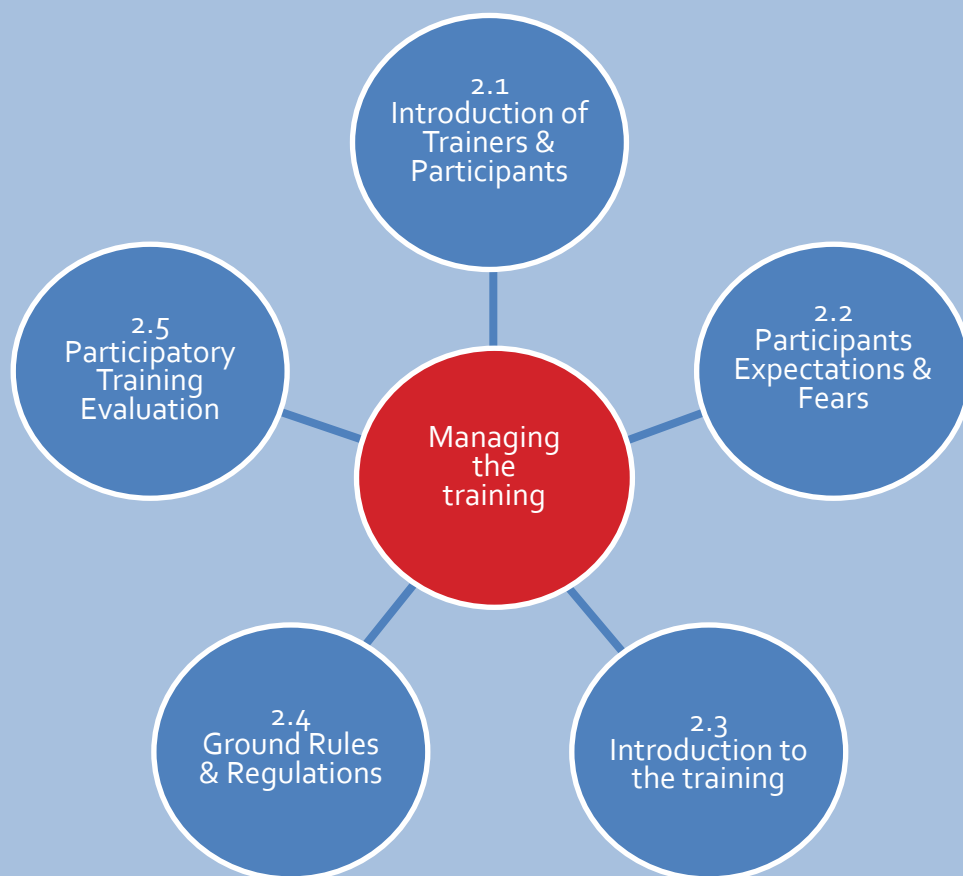 2.1
Introduction of
Trainers &
Participants
2.2
Participants
Expectations &
Fears
2.3
Introduction to
the training
2.4
Ground Rules
& Regulations
2.5
Participatory
Training
Evaluation
Managing
the
training